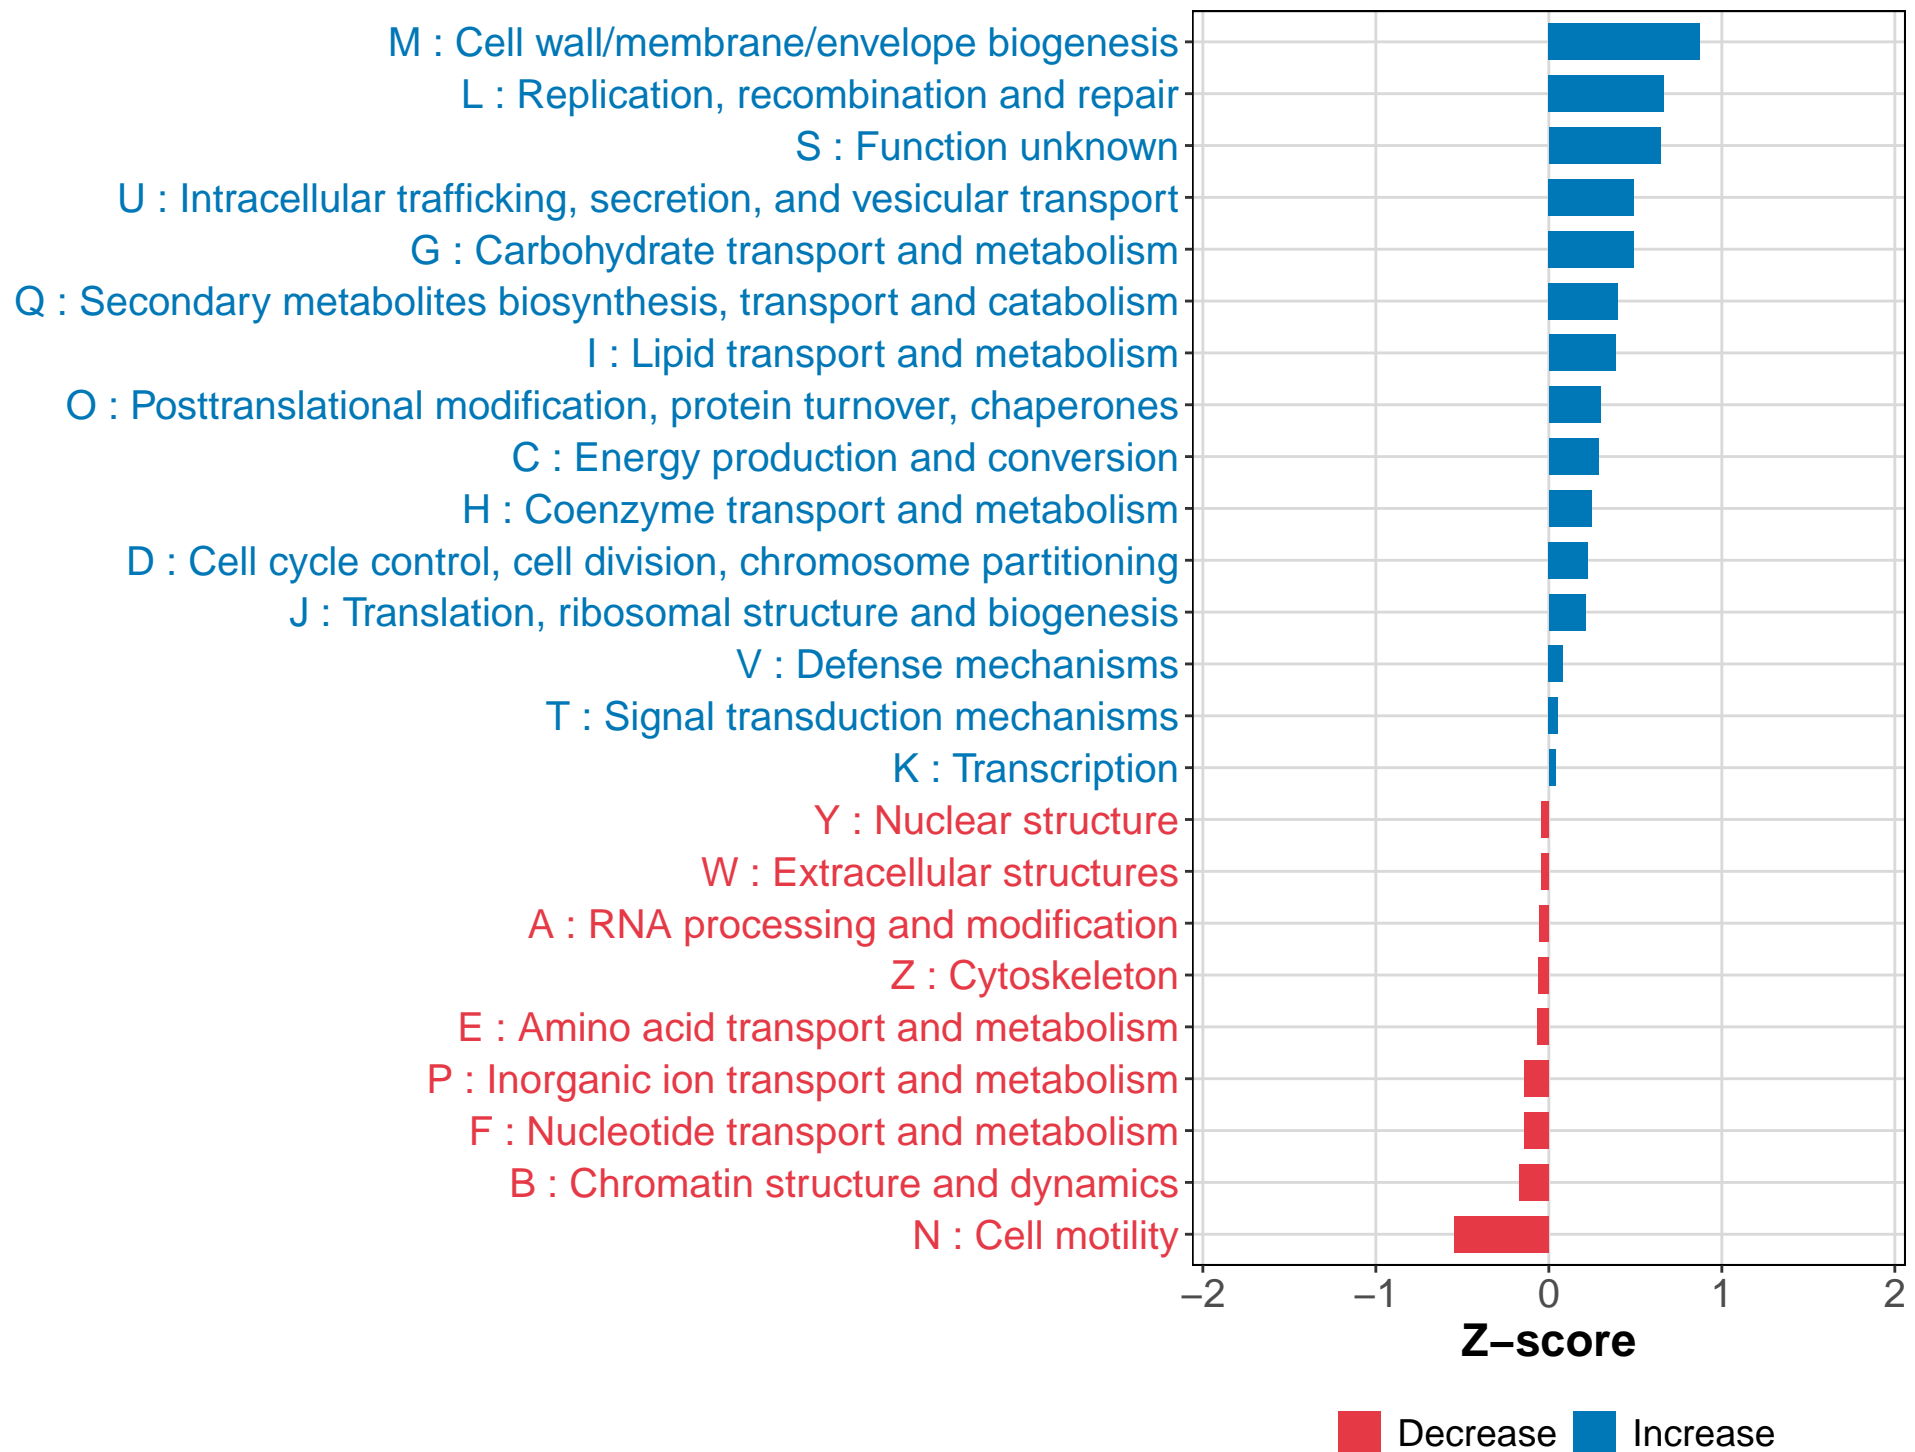 M : Cell wall/membrane/envelope biogenesis
L : Replication, recombination and repair
S : Function unknown
U : Intracellular trafficking, secretion, and vesicular transport
G : Carbohydrate transport and metabolism
Q : Secondary metabolites biosynthesis, transport and catabolism
I : Lipid transport and metabolism
O : Posttranslational modification, protein turnover, chaperones
C : Energy production and conversion
H : Coenzyme transport and metabolism
D : Cell cycle control, cell division, chromosome partitioning
J : Translation, ribosomal structure and biogenesis
V : Defense mechanisms
T : Signal transduction mechanisms
K : Transcription
Y : Nuclear structure
W : Extracellular structures
A : RNA processing and modification
Z : Cytoskeleton
E : Amino acid transport and metabolism
P : Inorganic ion transport and metabolism
F : Nucleotide transport and metabolism
B : Chromatin structure and dynamics
N : Cell motility
−2 −1 0 1 2
Z−score
Decrease Increase